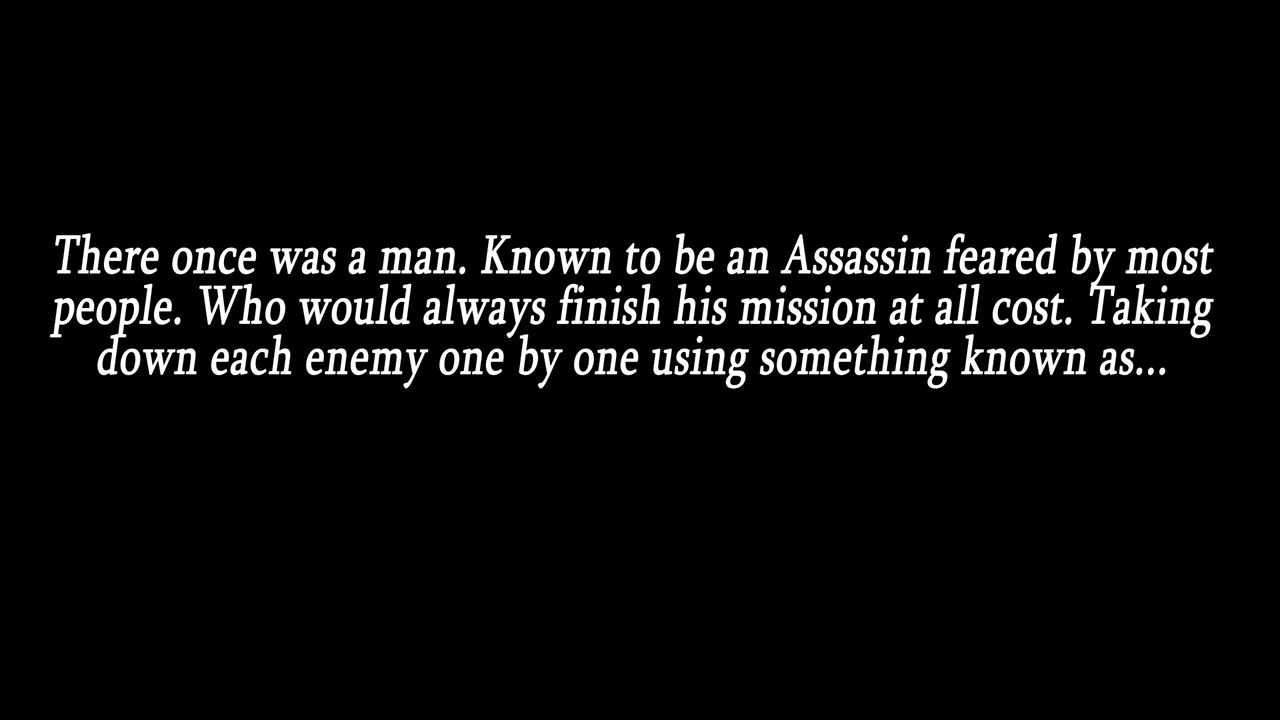 There once was a man. Known to be an Assassin feared by most
people. Who would always finish his mission at all cost. Taking
down each enemy one by one using something known as...